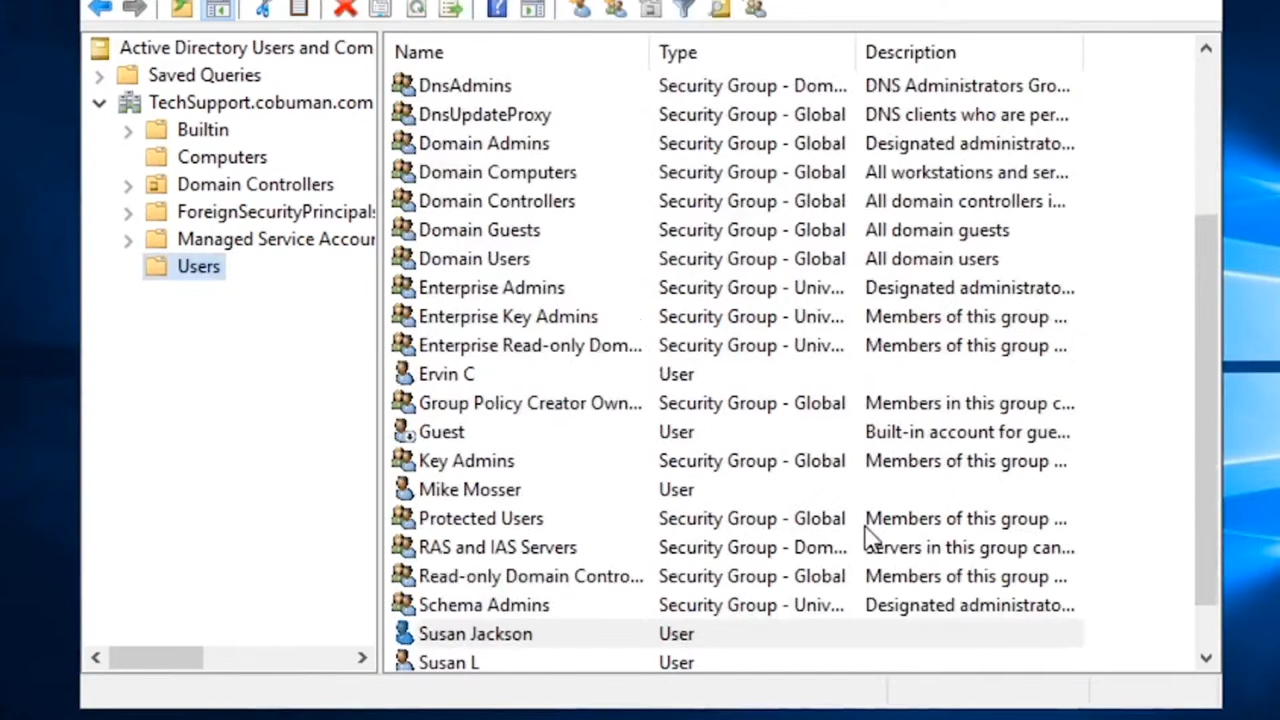 Active Directory Users and Com
Saved Queries
TechSupport.cobuman.com
Builtin
Computers
Domain Controllers
ForeignSecurityPrincipals
Managed Service Accour
Users
Name Type Description
DnsAdmins Security Group - Dom... DNS Administrators Gro...
DnsUpdateProxy Security Group - Global DNS clients who are per...
Domain Admins Security Group - Global Designated administrato...
Domain Computers Security Group - Global All workstations and ser...
Domain Controllers Security Group - Global All domain controllers i...
Domain Guests Security Group - Global All domain guests
Domain Users Security Group - Global All domain users
Enterprise Admins Security Group - Univ... Designated administrato...
Enterprise Key Admins Security Group - Univ... Members of this group ...
Enterprise Read-only Dom... Security Group - Univ... Members of this group ...
Ervin C User
Group Policy Creator Own... Security Group - Global Members in this group c...
Guest User Built-in account for gue...
Key Admins Security Group - Global Members of this group ...
Mike Mosser User
Protected Users Security Group - Global Members of this group ...
RAS and IAS Servers Security Group - Dom... Servers in this group can...
Read-only Domain Contro... Security Group - Global Members of this group ...
Schema Admins Security Group - Univ... Designated administrato...
Susan Jackson User
Susan L User